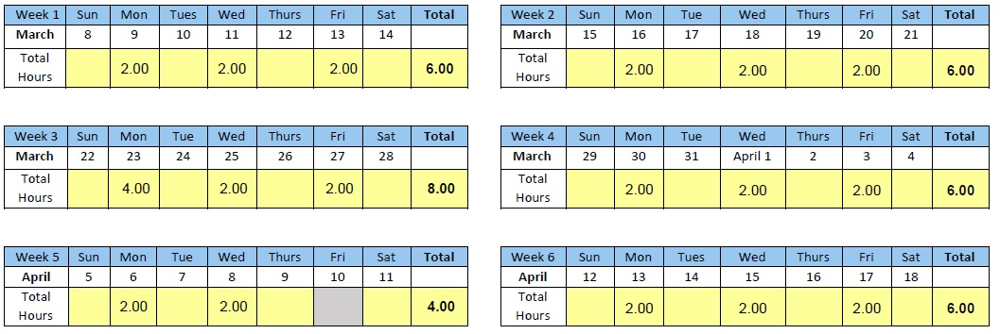 Week 1 Sun Mon Tues Wed Thurs Fri Sat Total
March 8 9 10 11 12 13 14
Total Hours 2.00 2.00 2.00 6.00
Week 2 Sun Mon Tues Wed Thurs Fri Sat Total
March 15 16 17 18 19 20 21
Total Hours 2.00 2.00 2.00 6.00
Week 3 Sun Mon Tue Wed Thurs Fri Sat Total
March 22 23 24 25 26 27 28
Total Hours 4.00 2.00 2.00 8.00
Week 4 Sun Mon Tue Wed Thurs Fri Sat Total
March 29 30 31 April 1 2 3 4
Total Hours 2.00 2.00 2.00 6.00
Week 5 Sun Mon Tue Wed Thurs Fri Sat Total
April 5 6 7 8 9 10 11
Total Hours 2.00 2.00 4.00
Week 6 Sun Mon Tues Wed Thurs Fri Sat Total
April 12 13 14 15 16 17 18
Total Hours 2.00 2.00 2.00 6.00